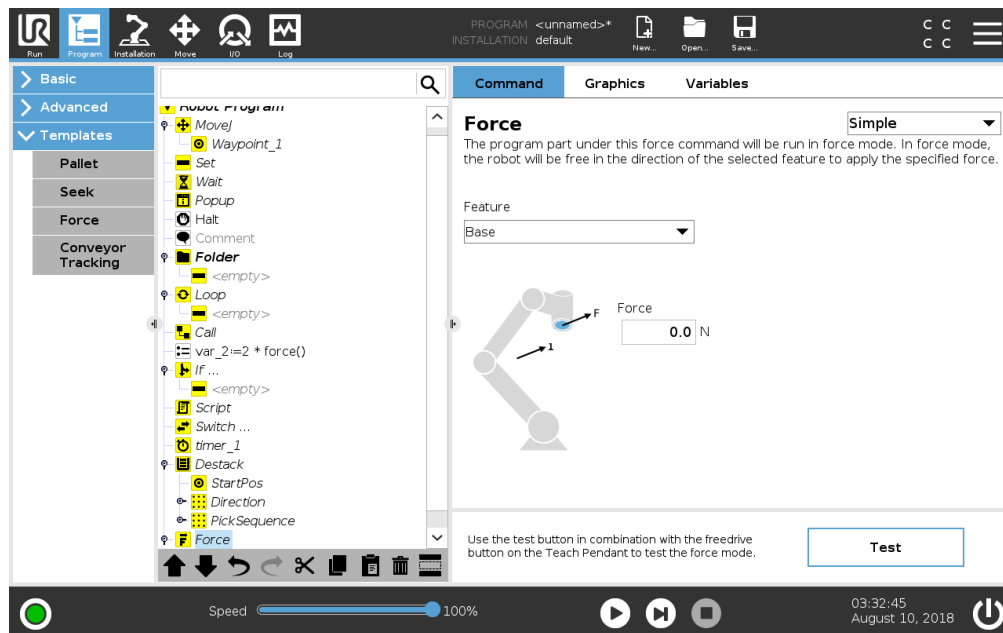 UR
Run
Program
Installation
Move
I/O
Log
PROGRAM <unnamed>*
INSTALLATION default
New...
Open...
Save...
C C
C C
Basic
Advanced
Templates
Pallet
Seek
Force
Conveyor
Tracking
Robot Program
MoveJ
Waypoint_1
Set
Wait
Popup
Halt
Comment
Folder
<empty>
Loop
<empty>
Call
var_2:=2 * force()
If ...
<empty>
Script
Switch ...
timer_1
Destack
StartPos
Direction
PickSequence
F Force
Command Graphics Variables
Force
Simple
The program part under this force command will be run in force mode. In force mode,
the robot will be free in the direction of the selected feature to apply the specified force.
Feature
Base
F
1
Force
0.0 N
Use the test button in combination with the freedrive
button on the Teach Pendant to test the force mode.
Test
Speed 100%
03:32:45
August 10, 2018